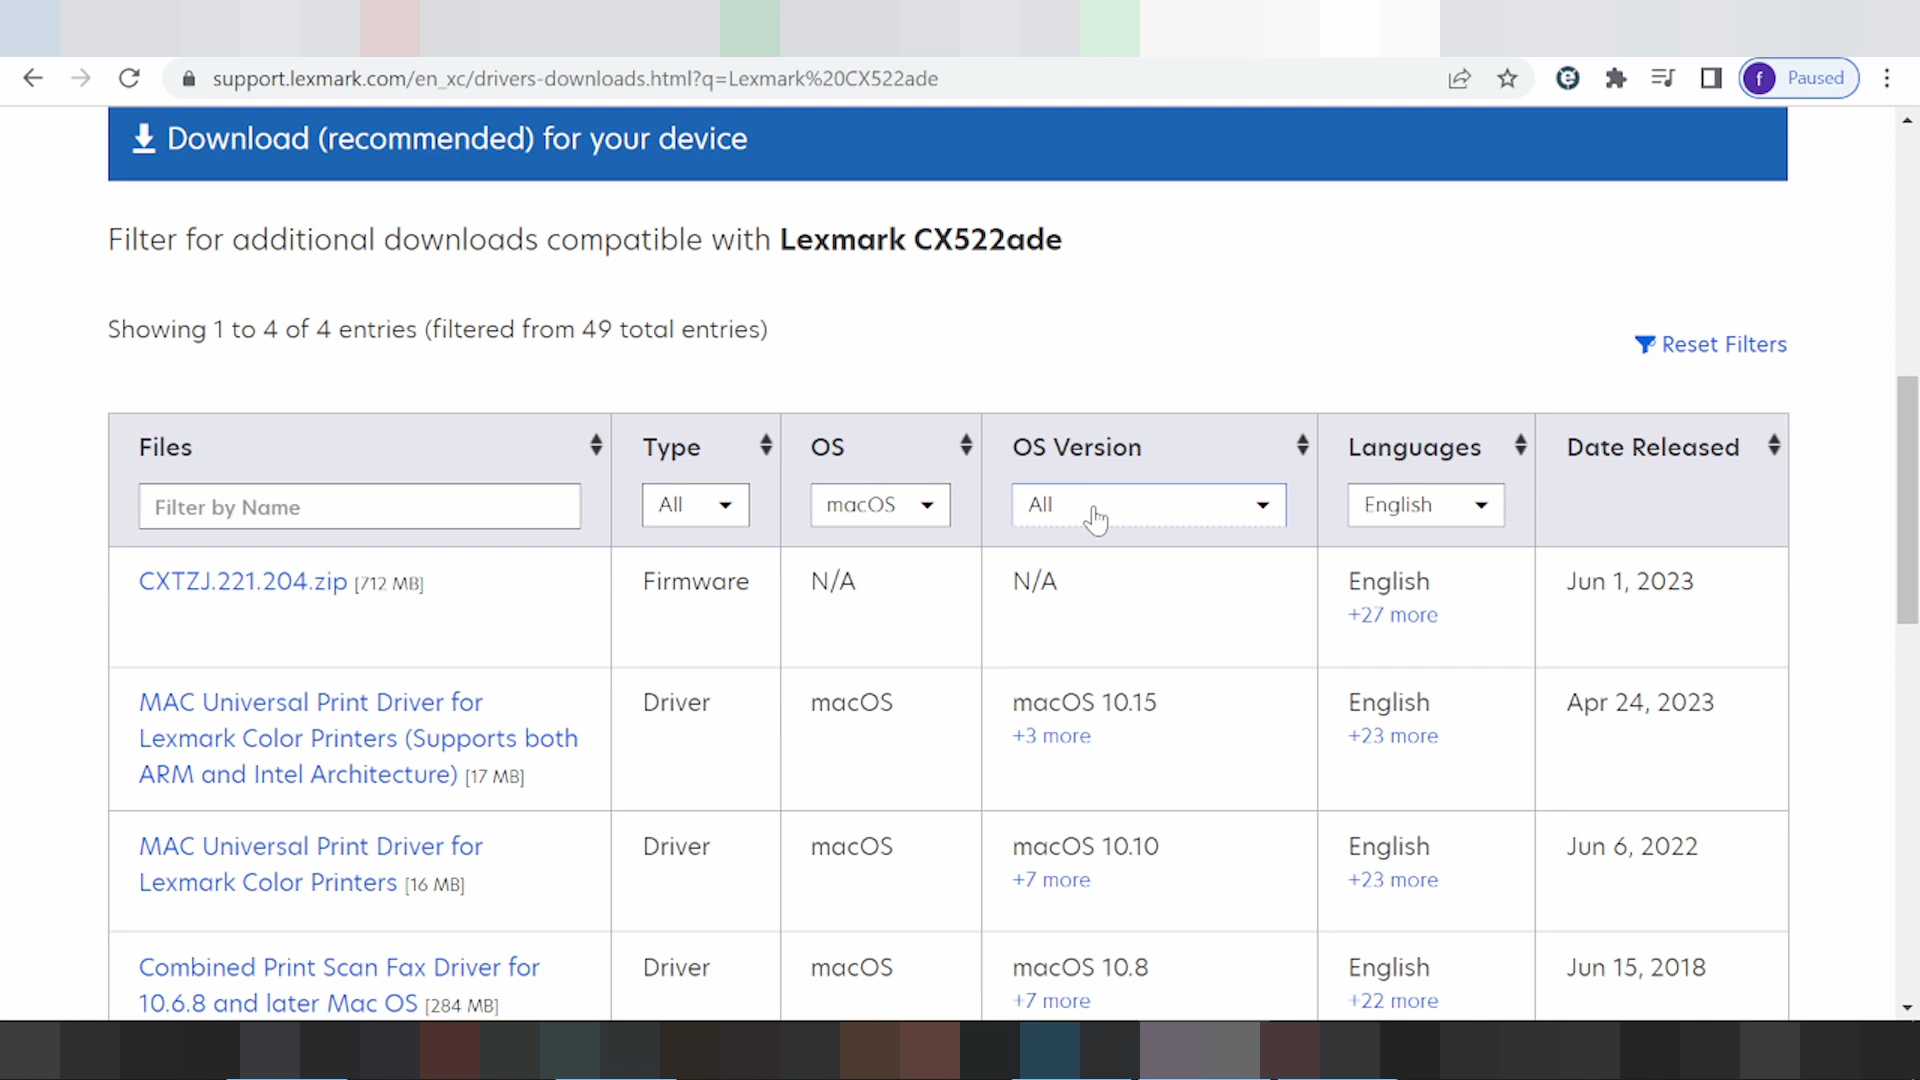 support.lexmark.com/en_xc/drivers-downloads.html?q=Lexmark%20CX522ade
f Paused
Download (recommended) for your device
Filter for additional downloads compatible with Lexmark CX522ade
Showing 1 to 4 of 4 entries (filtered from 49 total entries)
Reset Filters
Files Type OS OS Version Languages Date Released
Filter by Name All macOS All English
CXTZJ.221.204.zip [712 MB] Firmware N/A N/A English Jun 1, 2023
+27 more
MAC Universal Print Driver for Driver macOS macOS 10.15 English Apr 24, 2023
Lexmark Color Printers (Supports both +3 more +23 more
ARM and Intel Architecture) [17 MB]
MAC Universal Print Driver for Driver macOS macOS 10.10 English Jun 6, 2022
Lexmark Color Printers [16 MB] +7 more +23 more
Combined Print Scan Fax Driver for Driver macOS macOS 10.8 English Jun 15, 2018
10.6.8 and later Mac OS [284 MB] +7 more +22 more